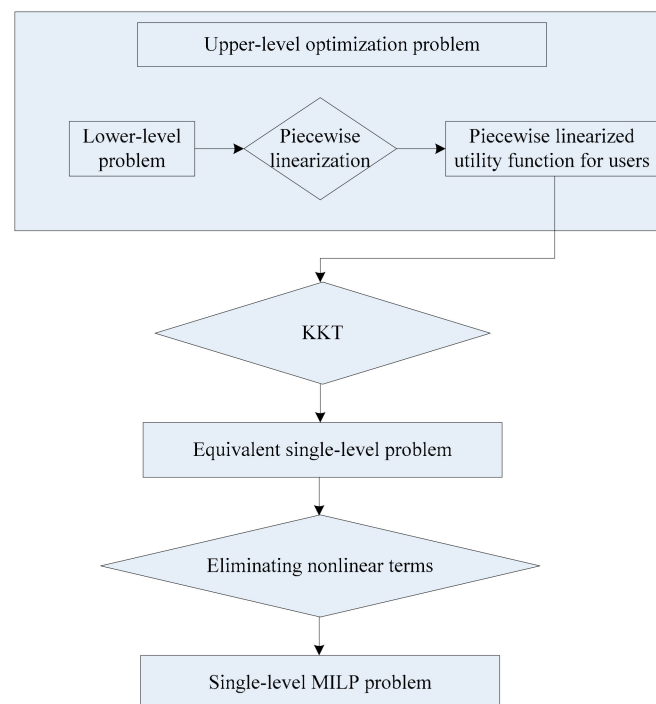 Upper-level optimization problem
Lower-level
problem
Piecewise
linearization
Piecewise linearized
utility function for users
KKT
Equivalent single-level problem
Eliminating nonlinear terms
Single-level MILP problem